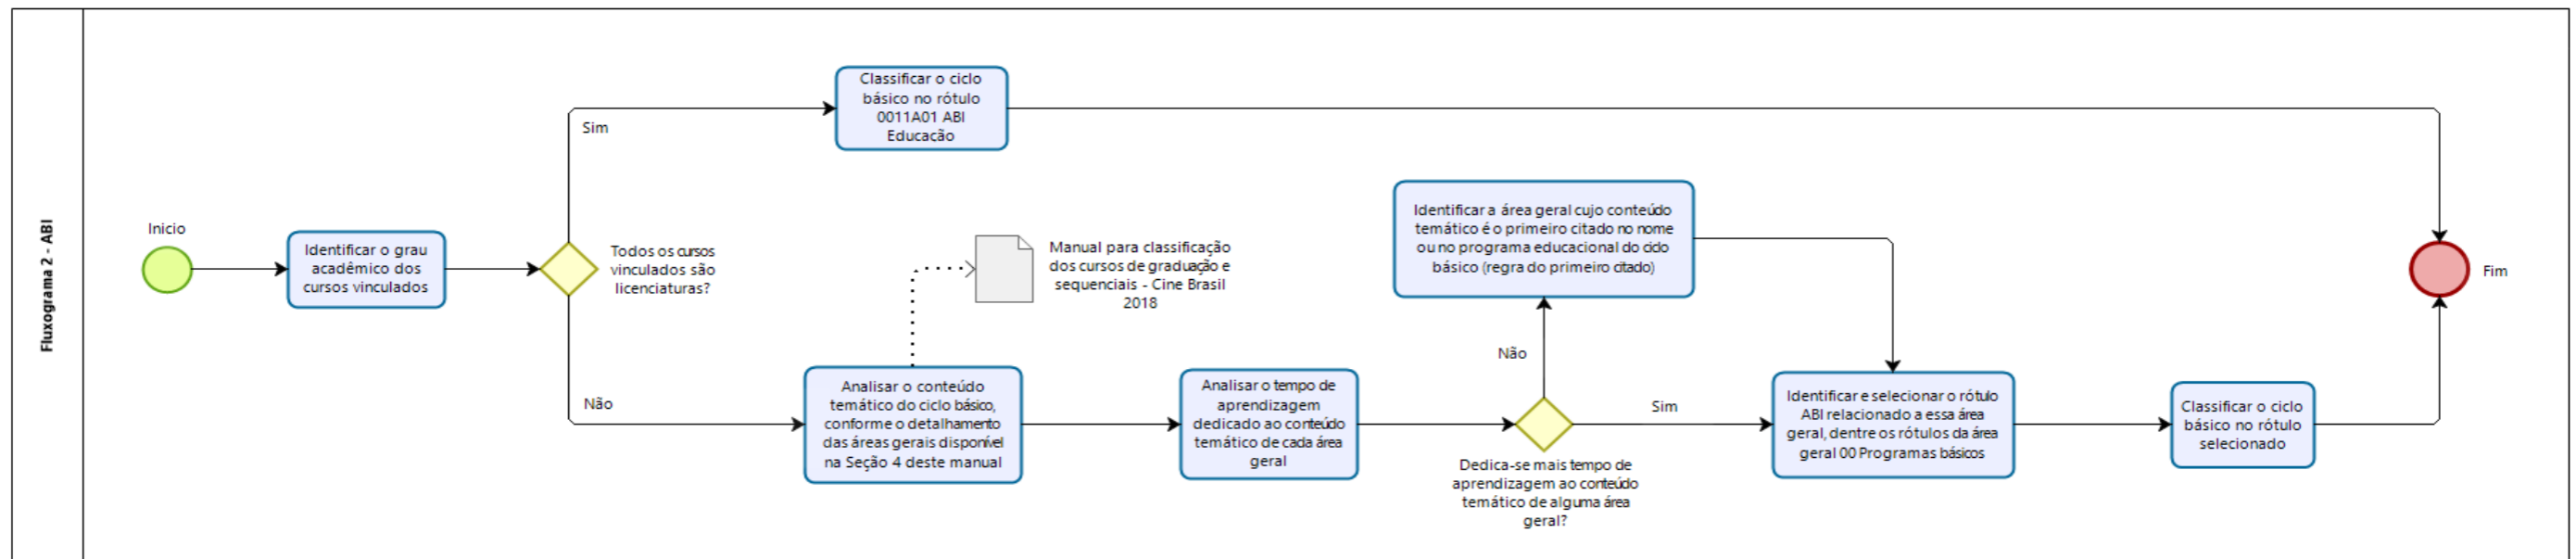 Fluxograma 2 - ABI
Inicio
Identificar o grau
acadêmico dos
cursos vinculados
Todos os cursos
vinculados são
licenciaturas?
Sim
Classificar o ciclo
básico no rótulo
0011A01 ABI
Educação
Não
Analisar o conteúdo
temático do ciclo básico,
conforme o detalhamento
das áreas gerais disponível
na Seção 4 deste manual
Manual para classificação
dos cursos de graduação e
sequenciais - Cine Brasil
2018
Analisar o tempo de
aprendizagem
dedicado ao conteúdo
temático de cada área
geral
Dedica-se mais tempo de
aprendizagem ao conteúdo
temático de alguma área
geral?
Não
Identificar a área geral cujo conteúdo
temático é o primeiro citado no nome
ou no programa educacional do ciclo
básico (regra do primeiro citado)
Sim
Identificar e selecionar o rótulo
ABI relacionado a essa área
geral, dentre os rótulos da área
geral 00 Programas básicos
Classificar o ciclo
básico no rótulo
selecionado
Fim